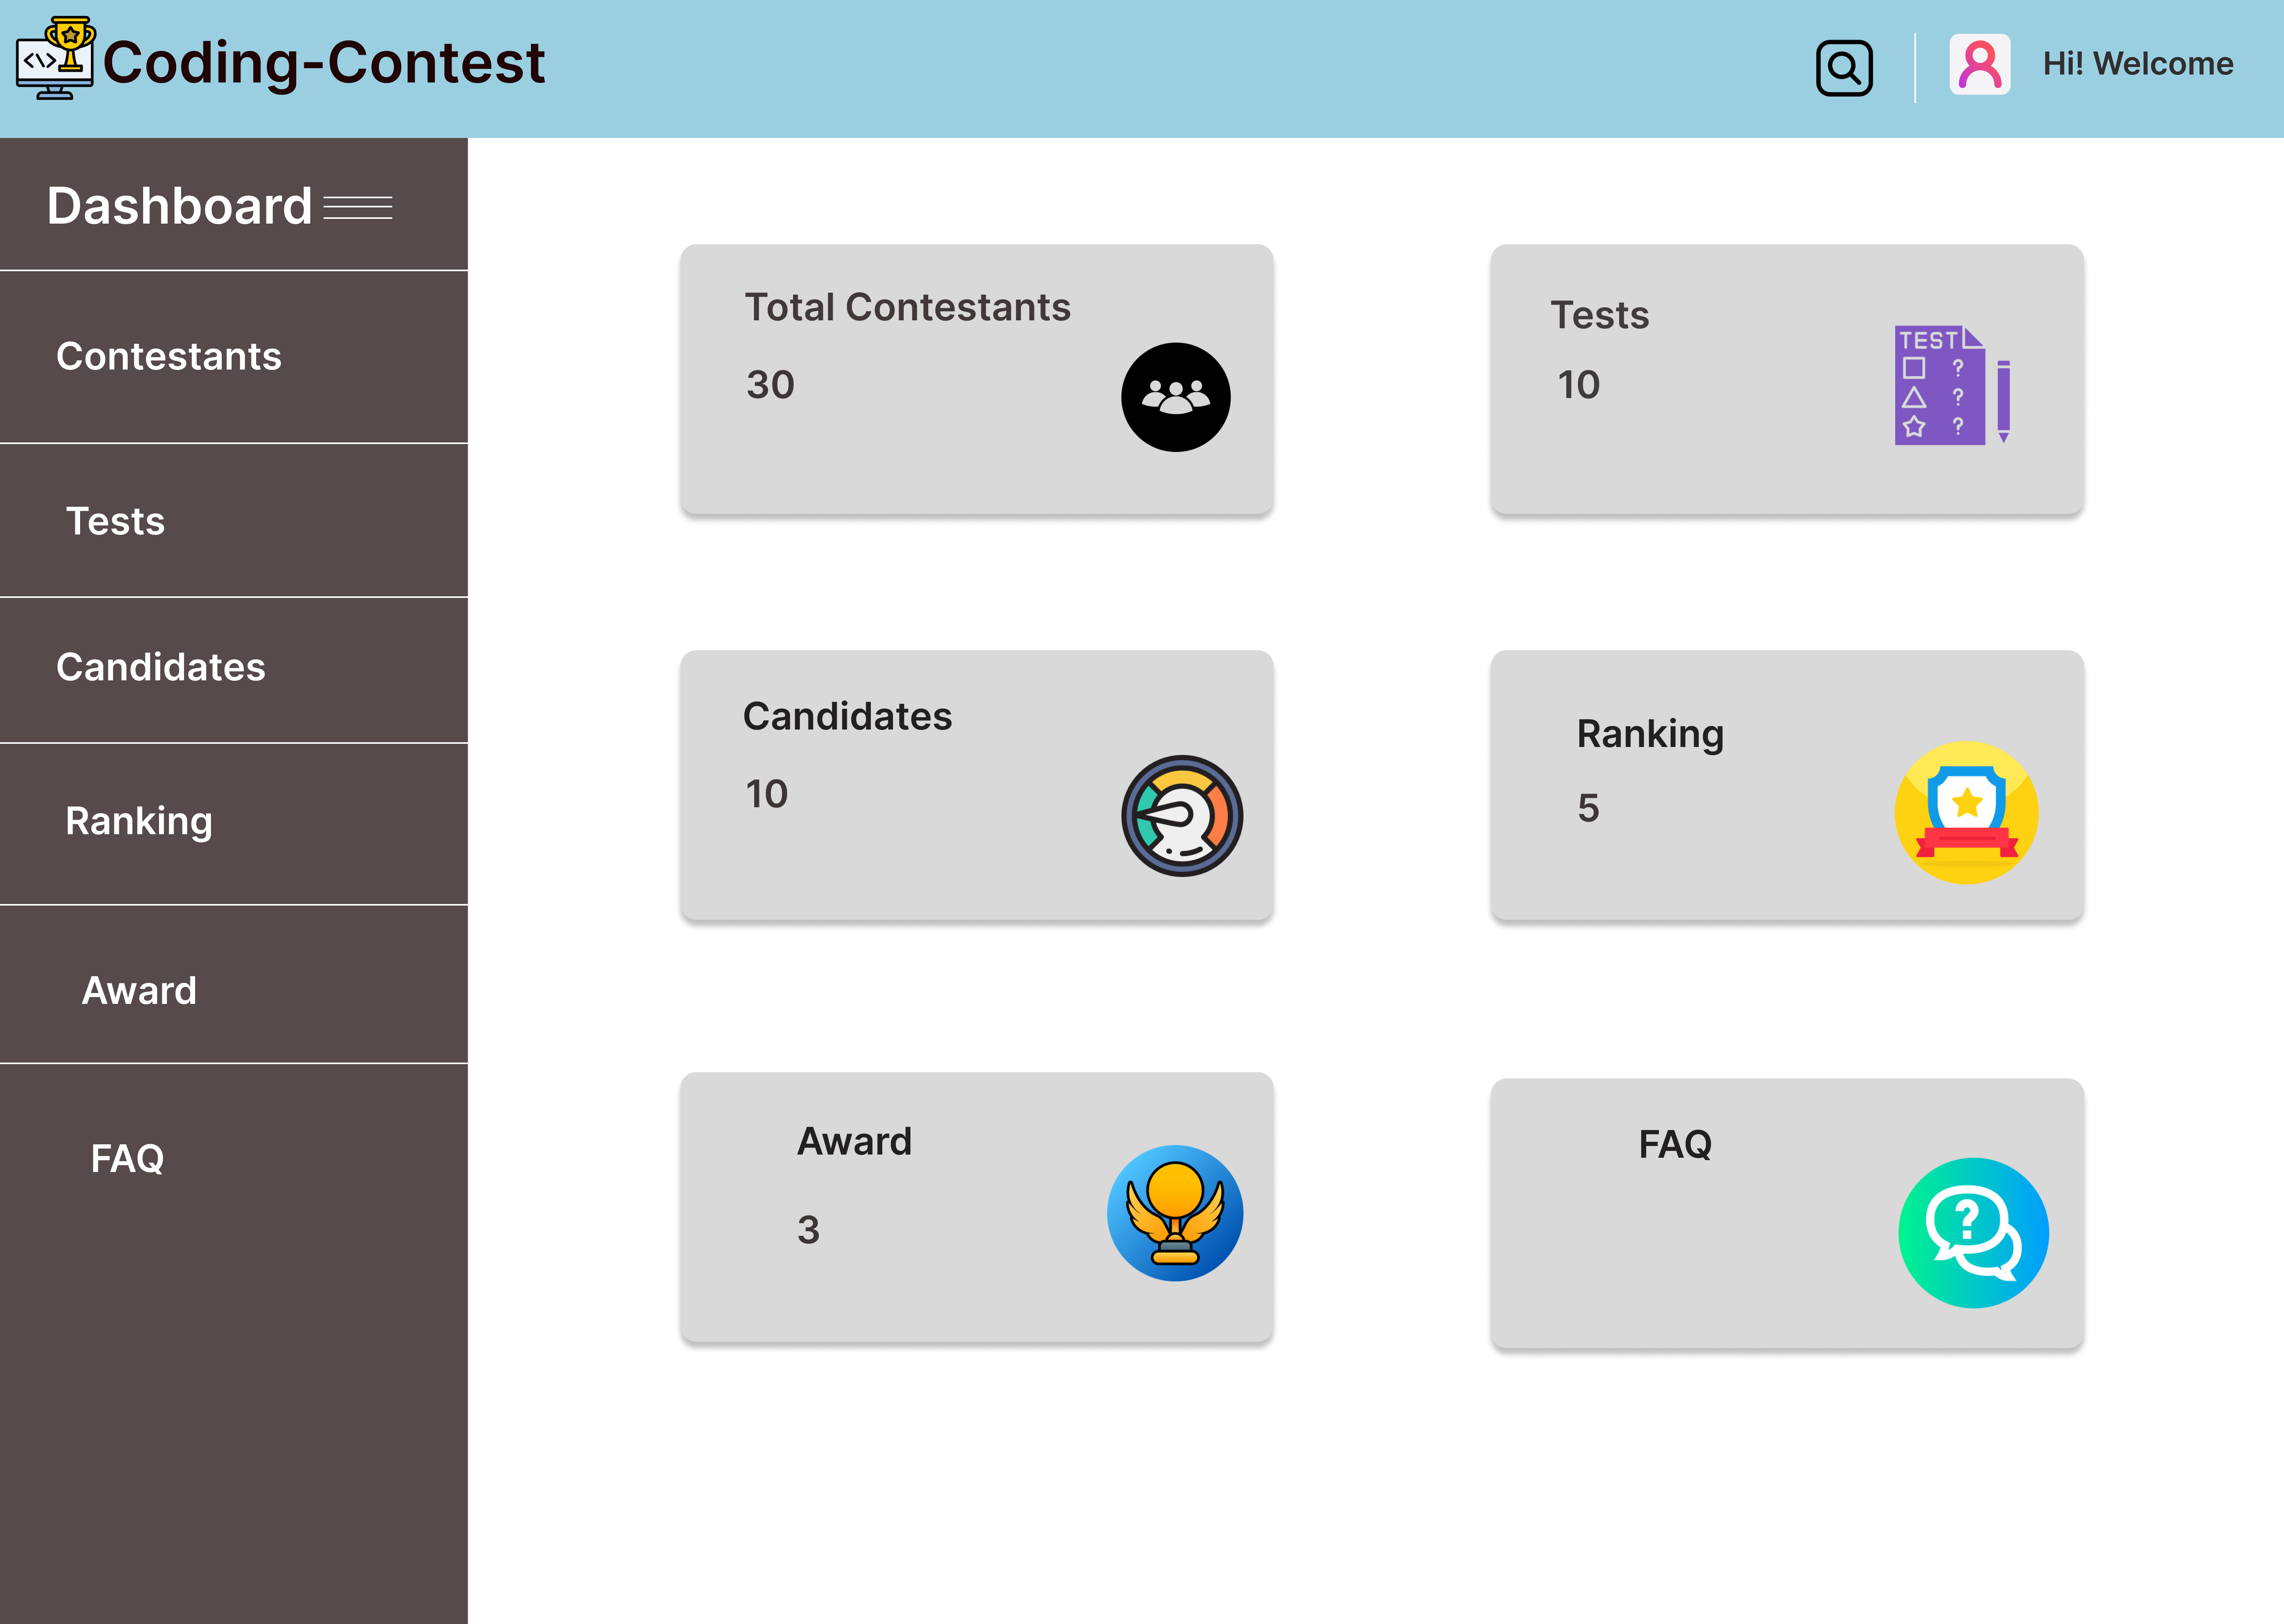 Coding-Contest
Hi! Welcome
Dashboard
Contestants
Tests
Candidates
Ranking
Award
FAQ
Total Contestants
30
Tests
10
TEST
?
?
?
Candidates
10
Ranking
5
Award
3
FAQ
?